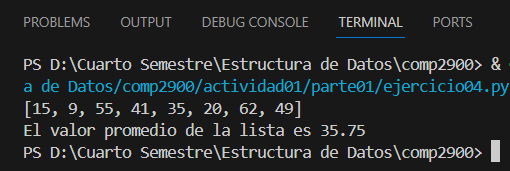 PROBLEMS OUTPUT DEBUG CONSOLE TERMINAL PORTS
PS D:\Cuarto Semestre\Estructura de Datos\comp2900> &
a de Datos/comp2900/actividad01/parte01/ejercicio04.py
[15, 9, 55, 41, 35, 20, 62, 49]
El valor promedio de la lista es 35.75
PS D:\Cuarto Semestre\Estructura de Datos\comp2900>